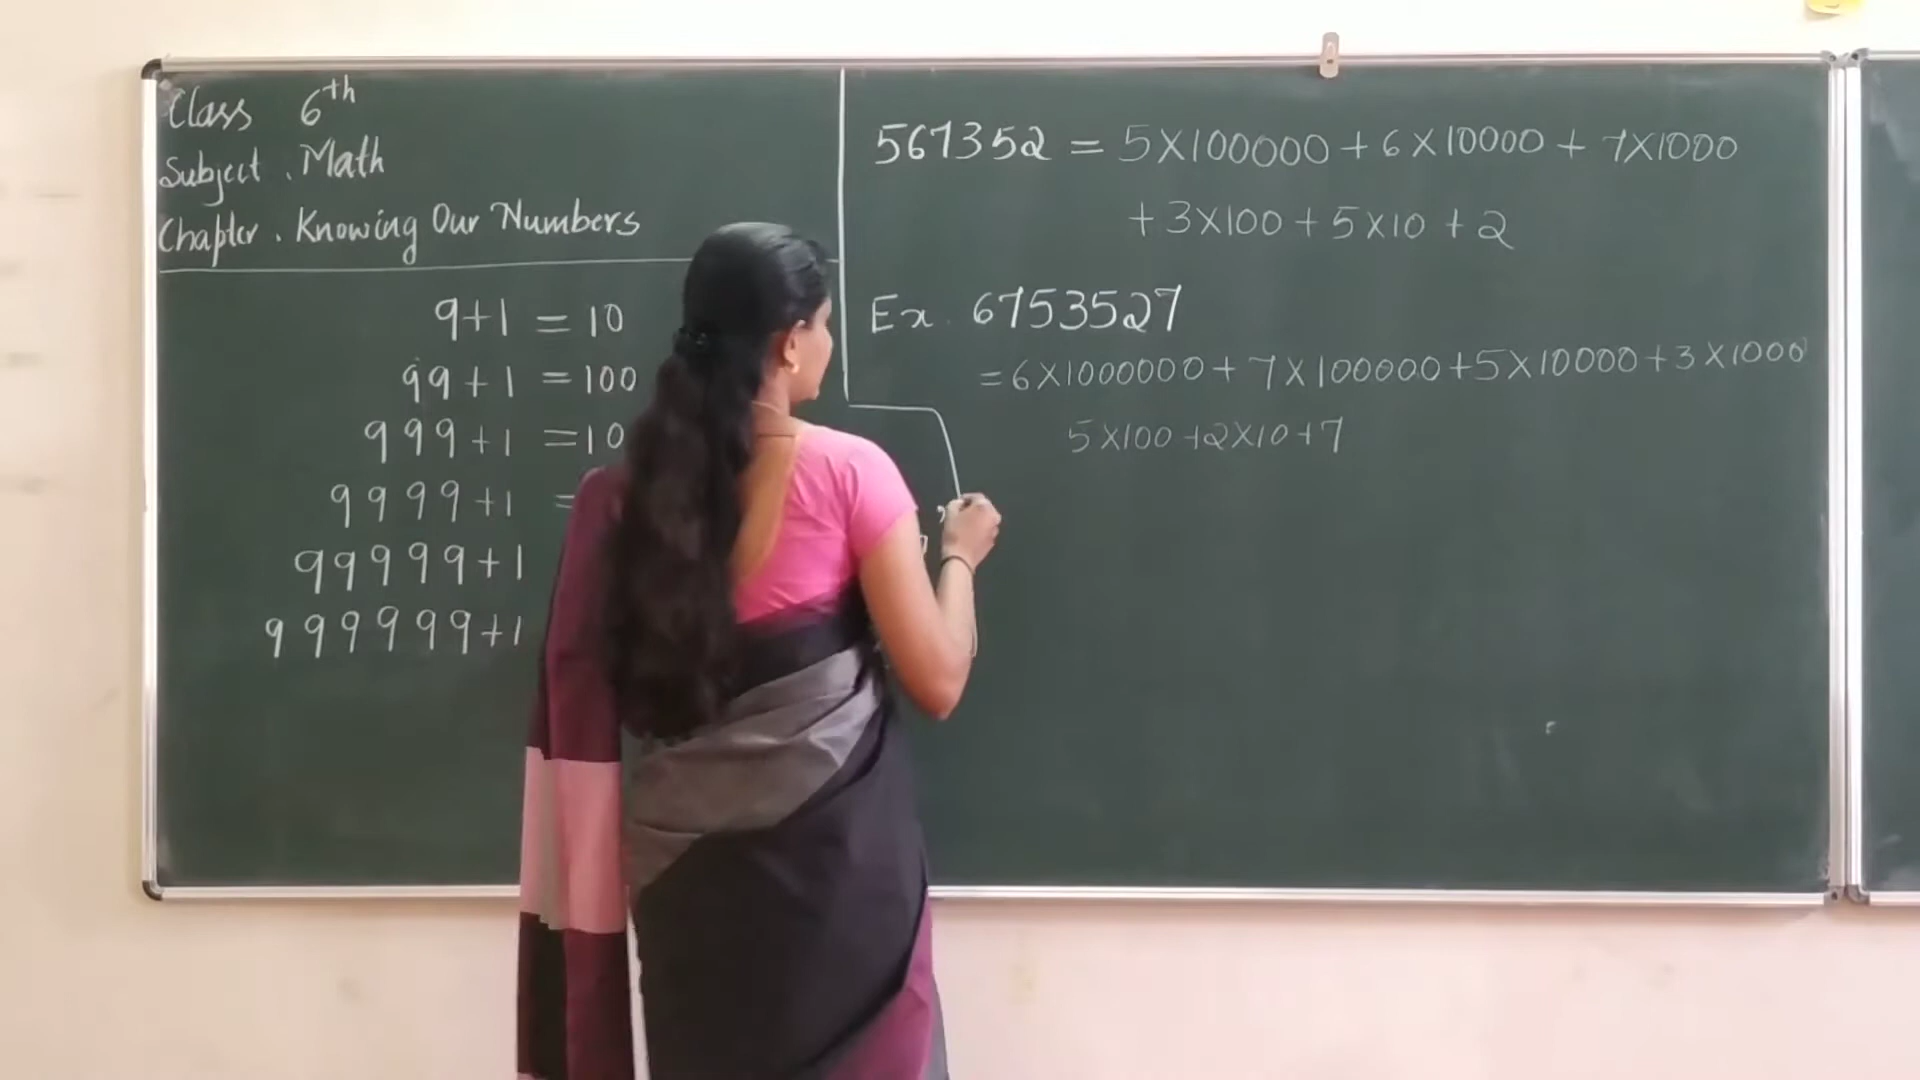 Class 6th
Subject . Math
Chapter . Knowing Our Numbers
9+1 = 10
99+1 = 100
999+1 = 10
9999+1 =
99999+1
999999+1
567352 = 5X100000 + 6X10000 + 7X1000
+ 3X100 + 5X10 + 2
Ex. 6753527
= 6X1000000 + 7X100000 + 5X10000 + 3X1000
5X100 + 2X10 + 7